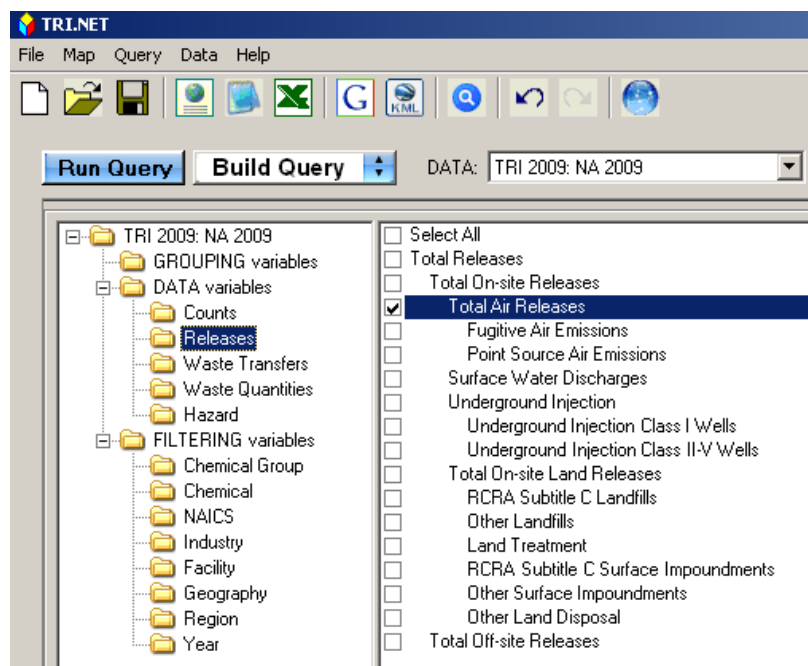 TRI.NET
File Map Query Data Help
G KML
Run Query Build Query DATA: TRI 2009: NA 2009
TRI 2009: NA 2009
GROUPING variables
DATA variables
Counts
Releases
Waste Transfers
Waste Quantities
Hazard
FILTERING variables
Chemical Group
Chemical
NAICS
Industry
Facility
Geography
Region
Year
Select All
Total Releases
Total On-site Releases
Total Air Releases
Fugitive Air Emissions
Point Source Air Emissions
Surface Water Discharges
Underground Injection
Underground Injection Class I Wells
Underground Injection Class II-V Wells
Total On-site Land Releases
RCRA Subtitle C Landfills
Other Landfills
Land Treatment
RCRA Subtitle C Surface Impoundments
Other Surface Impoundments
Other Land Disposal
Total Off-site Releases